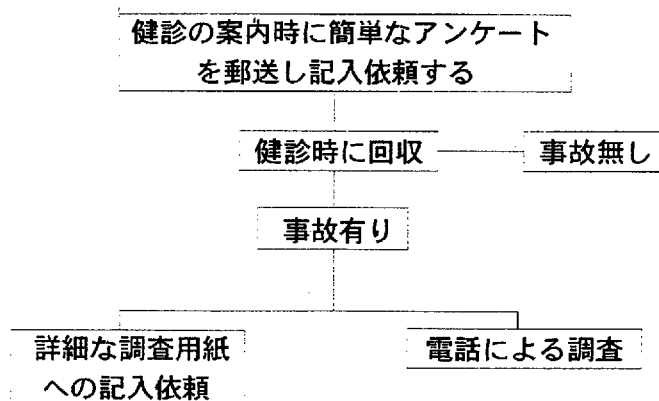 健診の案内時に簡単なアンケート
を郵送し記入依頼する
健診時に回収
事故無し
事故有り
詳細な調査用紙
への記入依頼
電話による調査